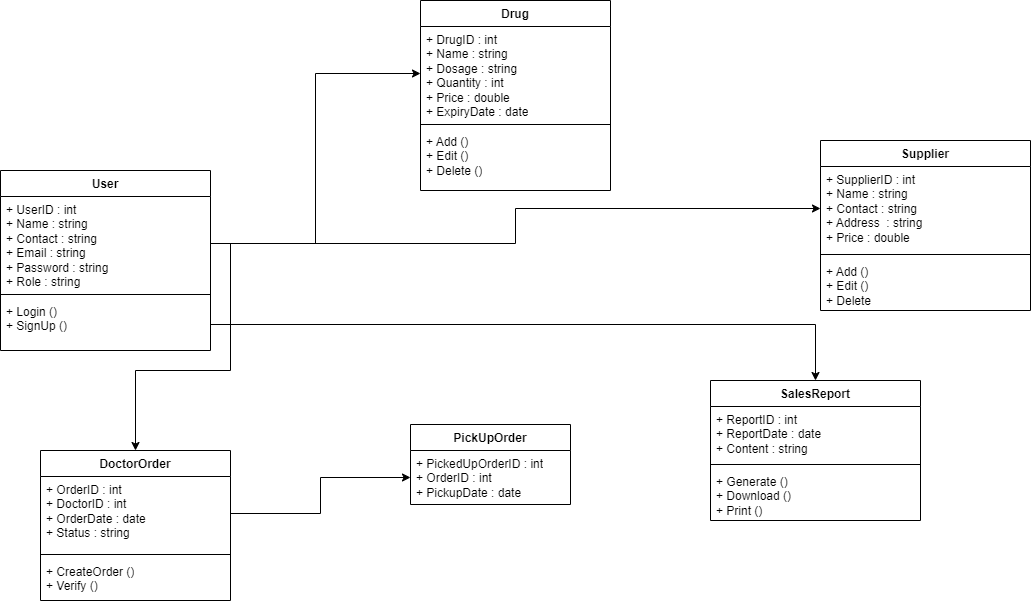 Drug
+ DrugID : int
+ Name : string
+ Dosage : string
+ Quantity : int
+ Price : double
+ ExpiryDate : date
+ Add ()
+ Edit ()
+ Delete ()
Supplier
+ SupplierID : int
+ Name : string
+ Contact : string
+ Address  : string
+ Price : double
+ Add ()
+ Edit ()
+ Delete
User
+ UserID : int
+ Name : string
+ Contact : string
+ Email : string
+ Password : string
+ Role : string
+ Login ()
+ SignUp ()
SalesReport
+ ReportID : int
+ ReportDate : date
+ Content : string
+ Generate ()
+ Download ()
+ Print ()
PickUpOrder
+ PickedUpOrderID : int
+ OrderID : int
+ PickupDate : date
DoctorOrder
+ OrderID : int
+ DoctorID : int
+ OrderDate : date
+ Status : string
+ CreateOrder ()
+ Verify ()